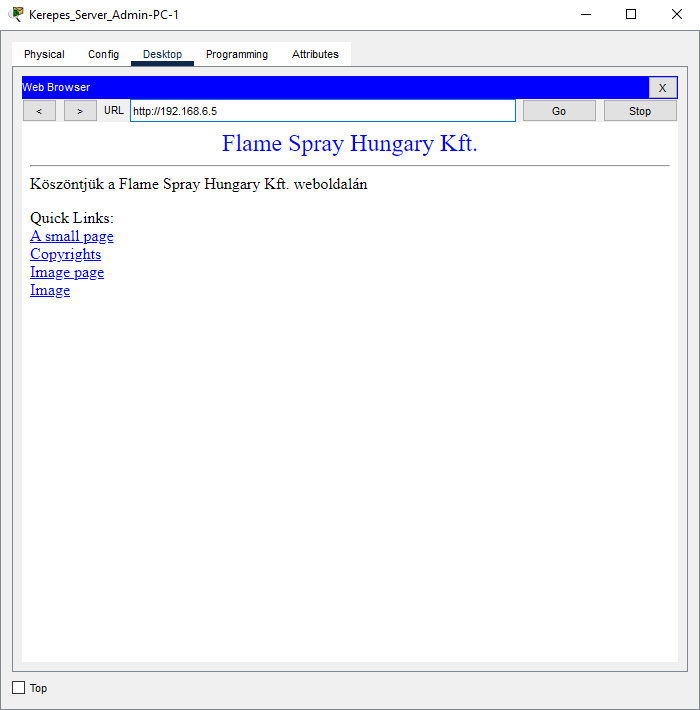 Kerepes_Server_Admin-PC-1
Physical Config Desktop Programming Attributes
Web Browser X
< > URL http://192.168.6.5 Go Stop
Flame Spray Hungary Kft.
Köszöntjük a Flame Spray Hungary Kft. weboldalán
Quick Links:
A small page
Copyrights
Image page
Image
Top